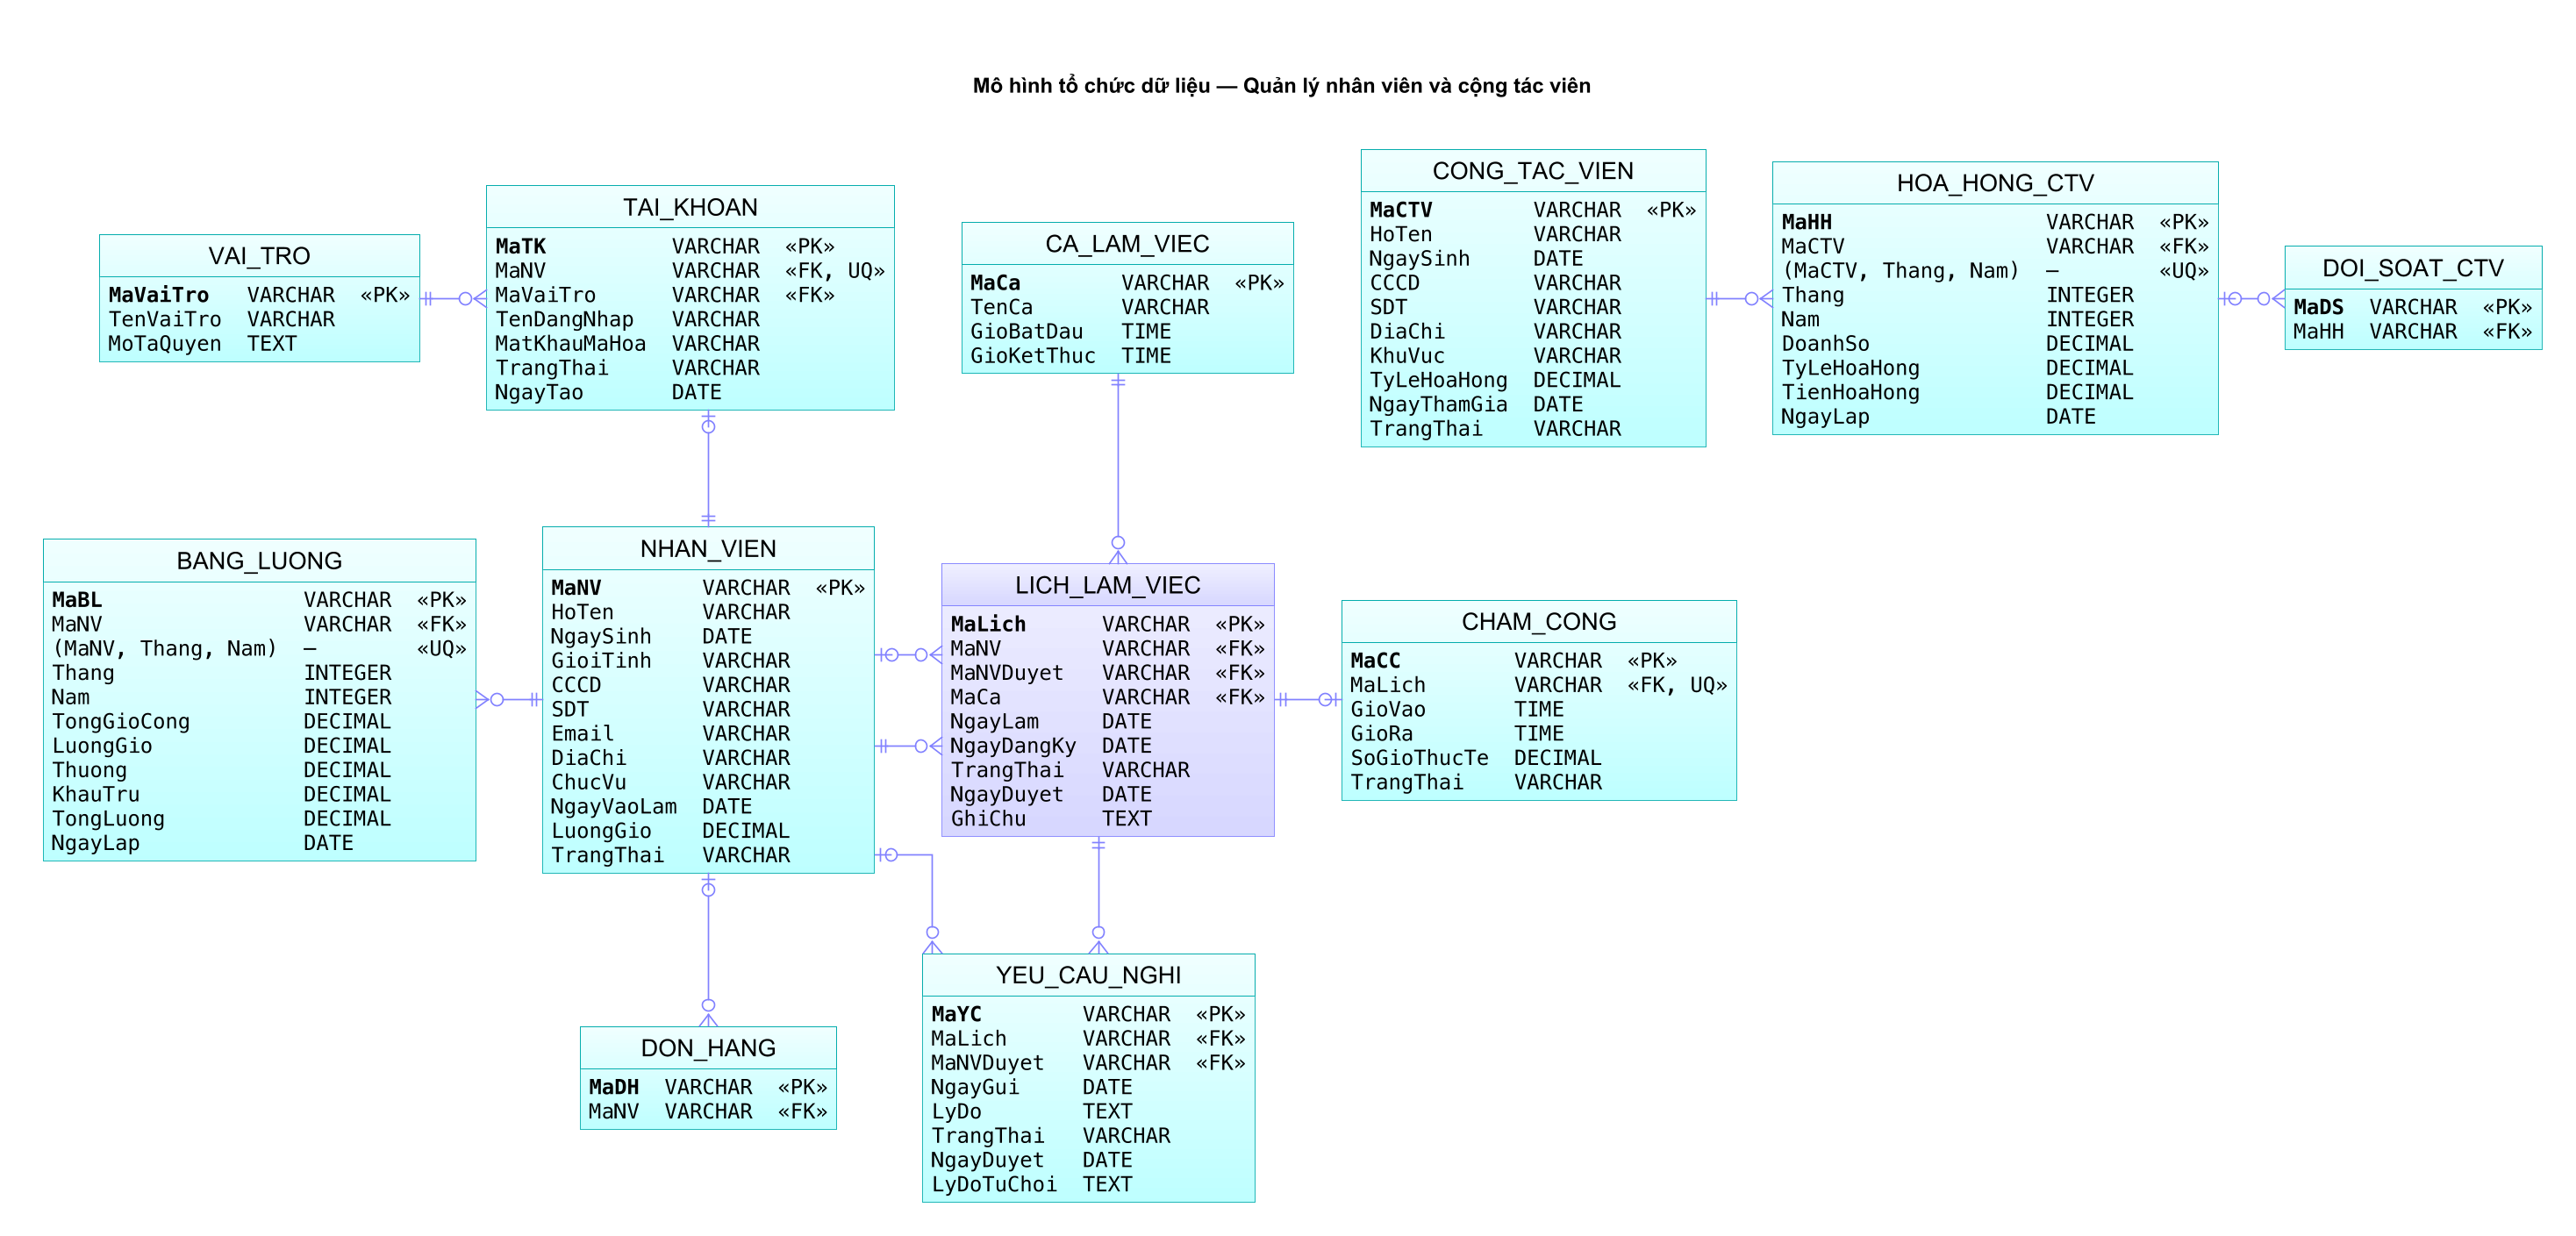 Mô hình tổ chức dữ liệu — Quản lý nhân viên và cộng tác viên
VAI_TRO
MaVaiTro VARCHAR «PK»
TenVaiTro VARCHAR
MoTaQuyen TEXT
TAI_KHOAN
MaTK VARCHAR «PK»
MaNV VARCHAR «FK, UQ»
MaVaiTro VARCHAR «FK»
TenDangNhap VARCHAR
MatKhauMaHoa VARCHAR
TrangThai VARCHAR
NgayTao DATE
CA_LAM_VIEC
MaCa VARCHAR «PK»
TenCa VARCHAR
GioBatDau TIME
GioKetThuc TIME
CONG_TAC_VIEN
MaCTV VARCHAR «PK»
HoTen VARCHAR
NgaySinh DATE
CCCD VARCHAR
SDT VARCHAR
DiaChi VARCHAR
KhuVuc VARCHAR
TyLeHoaHong DECIMAL
NgayThamGia DATE
TrangThai VARCHAR
HOA_HONG_CTV
MaHH VARCHAR «PK»
MaCTV VARCHAR «FK»
(MaCTV, Thang, Nam) — «UQ»
Thang INTEGER
Nam INTEGER
DoanhSo DECIMAL
TyLeHoaHong DECIMAL
TienHoaHong DECIMAL
NgayLap DATE
DOI_SOAT_CTV
MaDS VARCHAR «PK»
MaHH VARCHAR «FK»
BANG_LUONG
MaBL VARCHAR «PK»
MaNV VARCHAR «FK»
(MaNV, Thang, Nam) — «UQ»
Thang INTEGER
Nam INTEGER
TongGioCong DECIMAL
LuongGio DECIMAL
Thuong DECIMAL
KhauTru DECIMAL
TongLuong DECIMAL
NgayLap DATE
NHAN_VIEN
MaNV VARCHAR «PK»
HoTen VARCHAR
NgaySinh DATE
GioiTinh VARCHAR
CCCD VARCHAR
SDT VARCHAR
Email VARCHAR
DiaChi VARCHAR
ChucVu VARCHAR
NgayVaoLam DATE
LuongGio DECIMAL
TrangThai VARCHAR
LICH_LAM_VIEC
MaLich VARCHAR «PK»
MaNV VARCHAR «FK»
MaNVDuyet VARCHAR «FK»
MaCa VARCHAR «FK»
NgayLam DATE
NgayDangKy DATE
TrangThai VARCHAR
NgayDuyet DATE
GhiChu TEXT
CHAM_CONG
MaCC VARCHAR «PK»
MaLich VARCHAR «FK, UQ»
GioVao TIME
GioRa TIME
SoGioThucTe DECIMAL
TrangThai VARCHAR
DON_HANG
MaDH VARCHAR «PK»
MaNV VARCHAR «FK»
YEU_CAU_NGHI
MaYC VARCHAR «PK»
MaLich VARCHAR «FK»
MaNVDuyet VARCHAR «FK»
NgayGui DATE
LyDo TEXT
TrangThai VARCHAR
NgayDuyet DATE
LyDoTuChoi TEXT